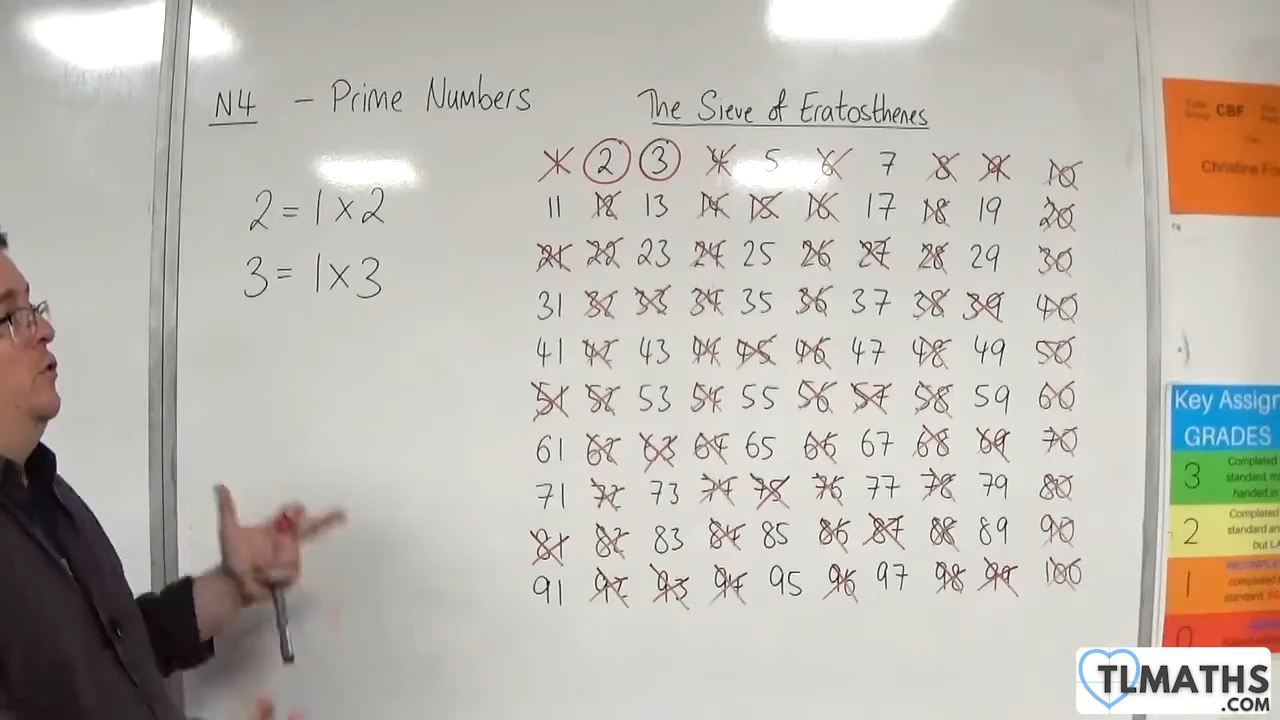 N4 - Prime Numbers
The Sieve of Eratosthenes
2 = 1 x 2
3 = 1 x 3
1 2 3 4 5 6 7 8 9 10
11 12 13 14 15 16 17 18 19 20
21 22 23 24 25 26 27 28 29 30
31 32 33 34 35 36 37 38 39 40
41 42 43 44 45 46 47 48 49 50
51 52 53 54 55 56 57 58 59 60
61 62 63 64 65 66 67 68 69 70
71 72 73 74 75 76 77 78 79 80
81 82 83 84 85 86 87 88 89 90
91 92 93 94 95 96 97 98 99 100
CBF
Christine Fo
Key Assign
GRADES
3
Completed
standard, m
handed in
2
Completed
standard an
but LA
1
INCOMPLE
completed
standard.
0
TLMATHS
.COM